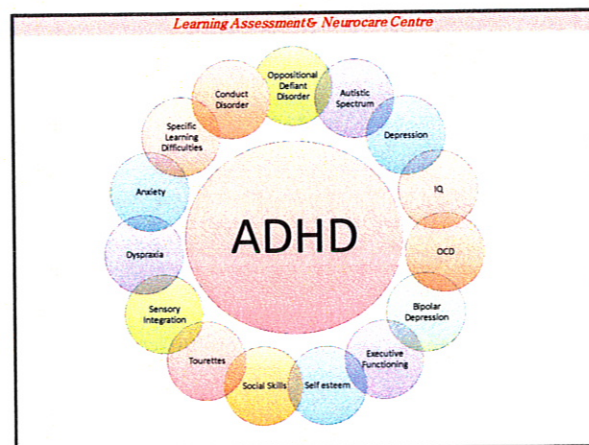 Learning Assessment & Neurocare Centre
Oppositional
Defiant
Disorder
Autistic
Spectrum
Depression
IQ
OCD
Bipolar
Depression
Executive
Functioning
Self esteem
Social Skills
Tourettes
Sensory
Integration
Dyspraxia
Anxiety
Specific
Learning
Difficulties
Conduct
Disorder
ADHD